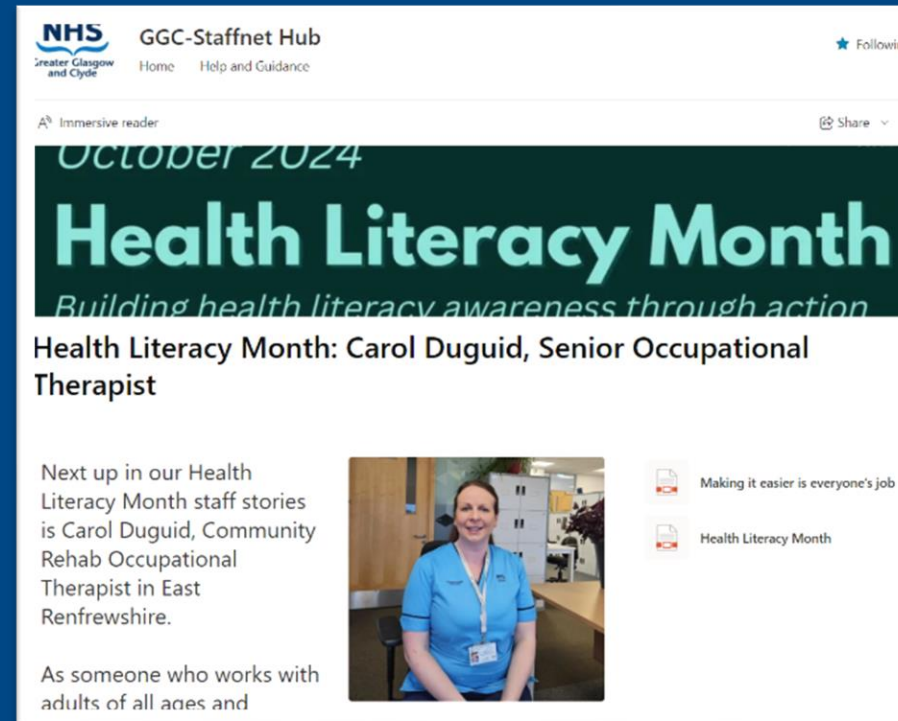 NHS
Greater Glasgow
and Clyde
GGC-Staffnet Hub
Home Help and Guidance
Immersive reader
Share
October 2024
Health Literacy Month
Building health literacy awareness through action
Health Literacy Month: Carol Duguid, Senior Occupational
Therapist
Next up in our Health
Literacy Month staff stories
is Carol Duguid, Community
Rehab Occupational
Therapist in East
Renfrewshire.
As someone who works with
adults of all ages and
Making it easier is everyone's job
Health Literacy Month